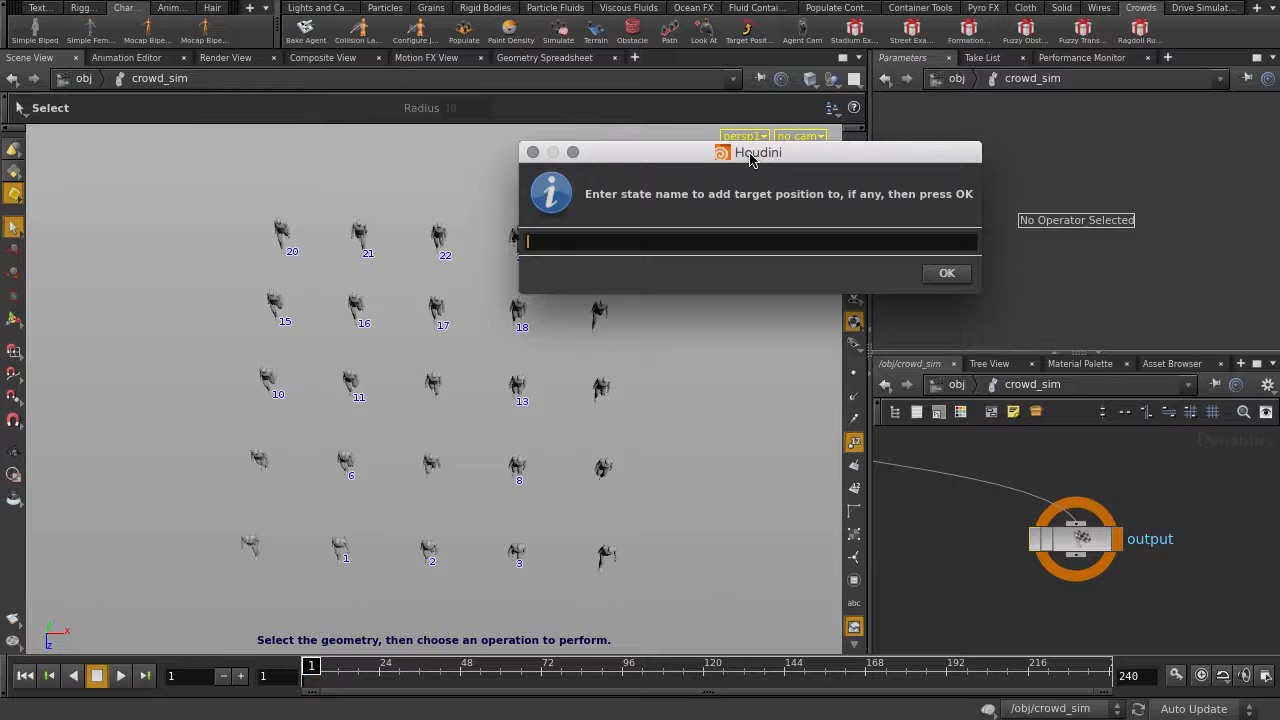 Text...
Rigg...
Char...
Anim...
Hair
Lights and Ca...
Particles
Grains
Rigid Bodies
Particle Fluids
Viscous Fluids
Ocean FX
Fluid Contai...
Populate Cont...
Container Tools
Pyro FX
Cloth
Solid
Wires
Crowds
Drive Simulat...
Simple Biped
Simple Fem...
Mocap Bipe...
Mocap Bipe...
Bake Agent
Collision La...
Configure J...
Populate
Paint Density
Simulate
Terrain
Obstacle
Path
Look At
Target Posit...
Agent Cam
Stadium Ex...
Street Exa...
Formation...
Fuzzy Obst...
Fuzzy Trans...
Ragdoll Ru...
Scene View
Animation Editor
Render View
Composite View
Motion FX View
Geometry Spreadsheet
Parameters
Take List
Performance Monitor
obj
crowd_sim
obj
crowd_sim
Select
Radius 10
persp1
no cam
Houdini
Enter state name to add target position to, if any, then press OK
OK
No Operator Selected
20
21
22
15
16
17
18
10
11
13
6
8
1
2
3
Select the geometry, then choose an operation to perform.
x
z
12
12
abc
/obj/crowd_sim
Tree View
Material Palette
Asset Browser
obj
crowd_sim
output
1
1
1
24
48
72
96
120
144
168
192
216
240
/obj/crowd_sim
Auto Update